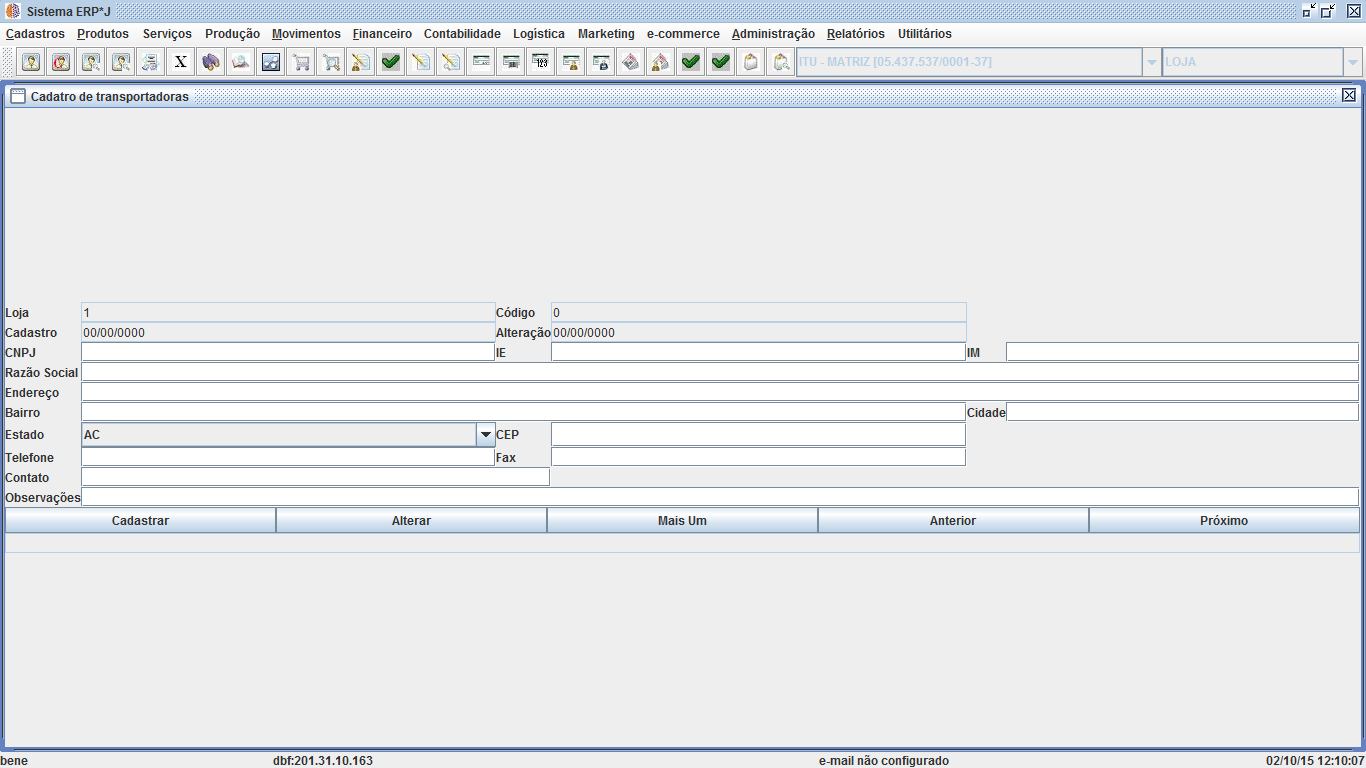 Sistema ERP*J
Cadastros Produtos Serviços Produção Movimentos Financeiro Contabilidade Logística Marketing e-commerce Administração Relatórios Utilitários
X 123 ITU - MATRIZ [05.437.537/0001-37] LOJA
Cadatro de transportadoras
Loja 1 Código 0
Cadastro 00/00/0000 Alteração 00/00/0000
CNPJ IE IM
Razão Social
Endereço
Bairro Cidade
Estado AC CEP
Telefone Fax
Contato
Observações
Cadastrar Alterar Mais Um Anterior Próximo
bene dbf:201.31.10.163 e-mail não configurado 02/10/15 12:10:07